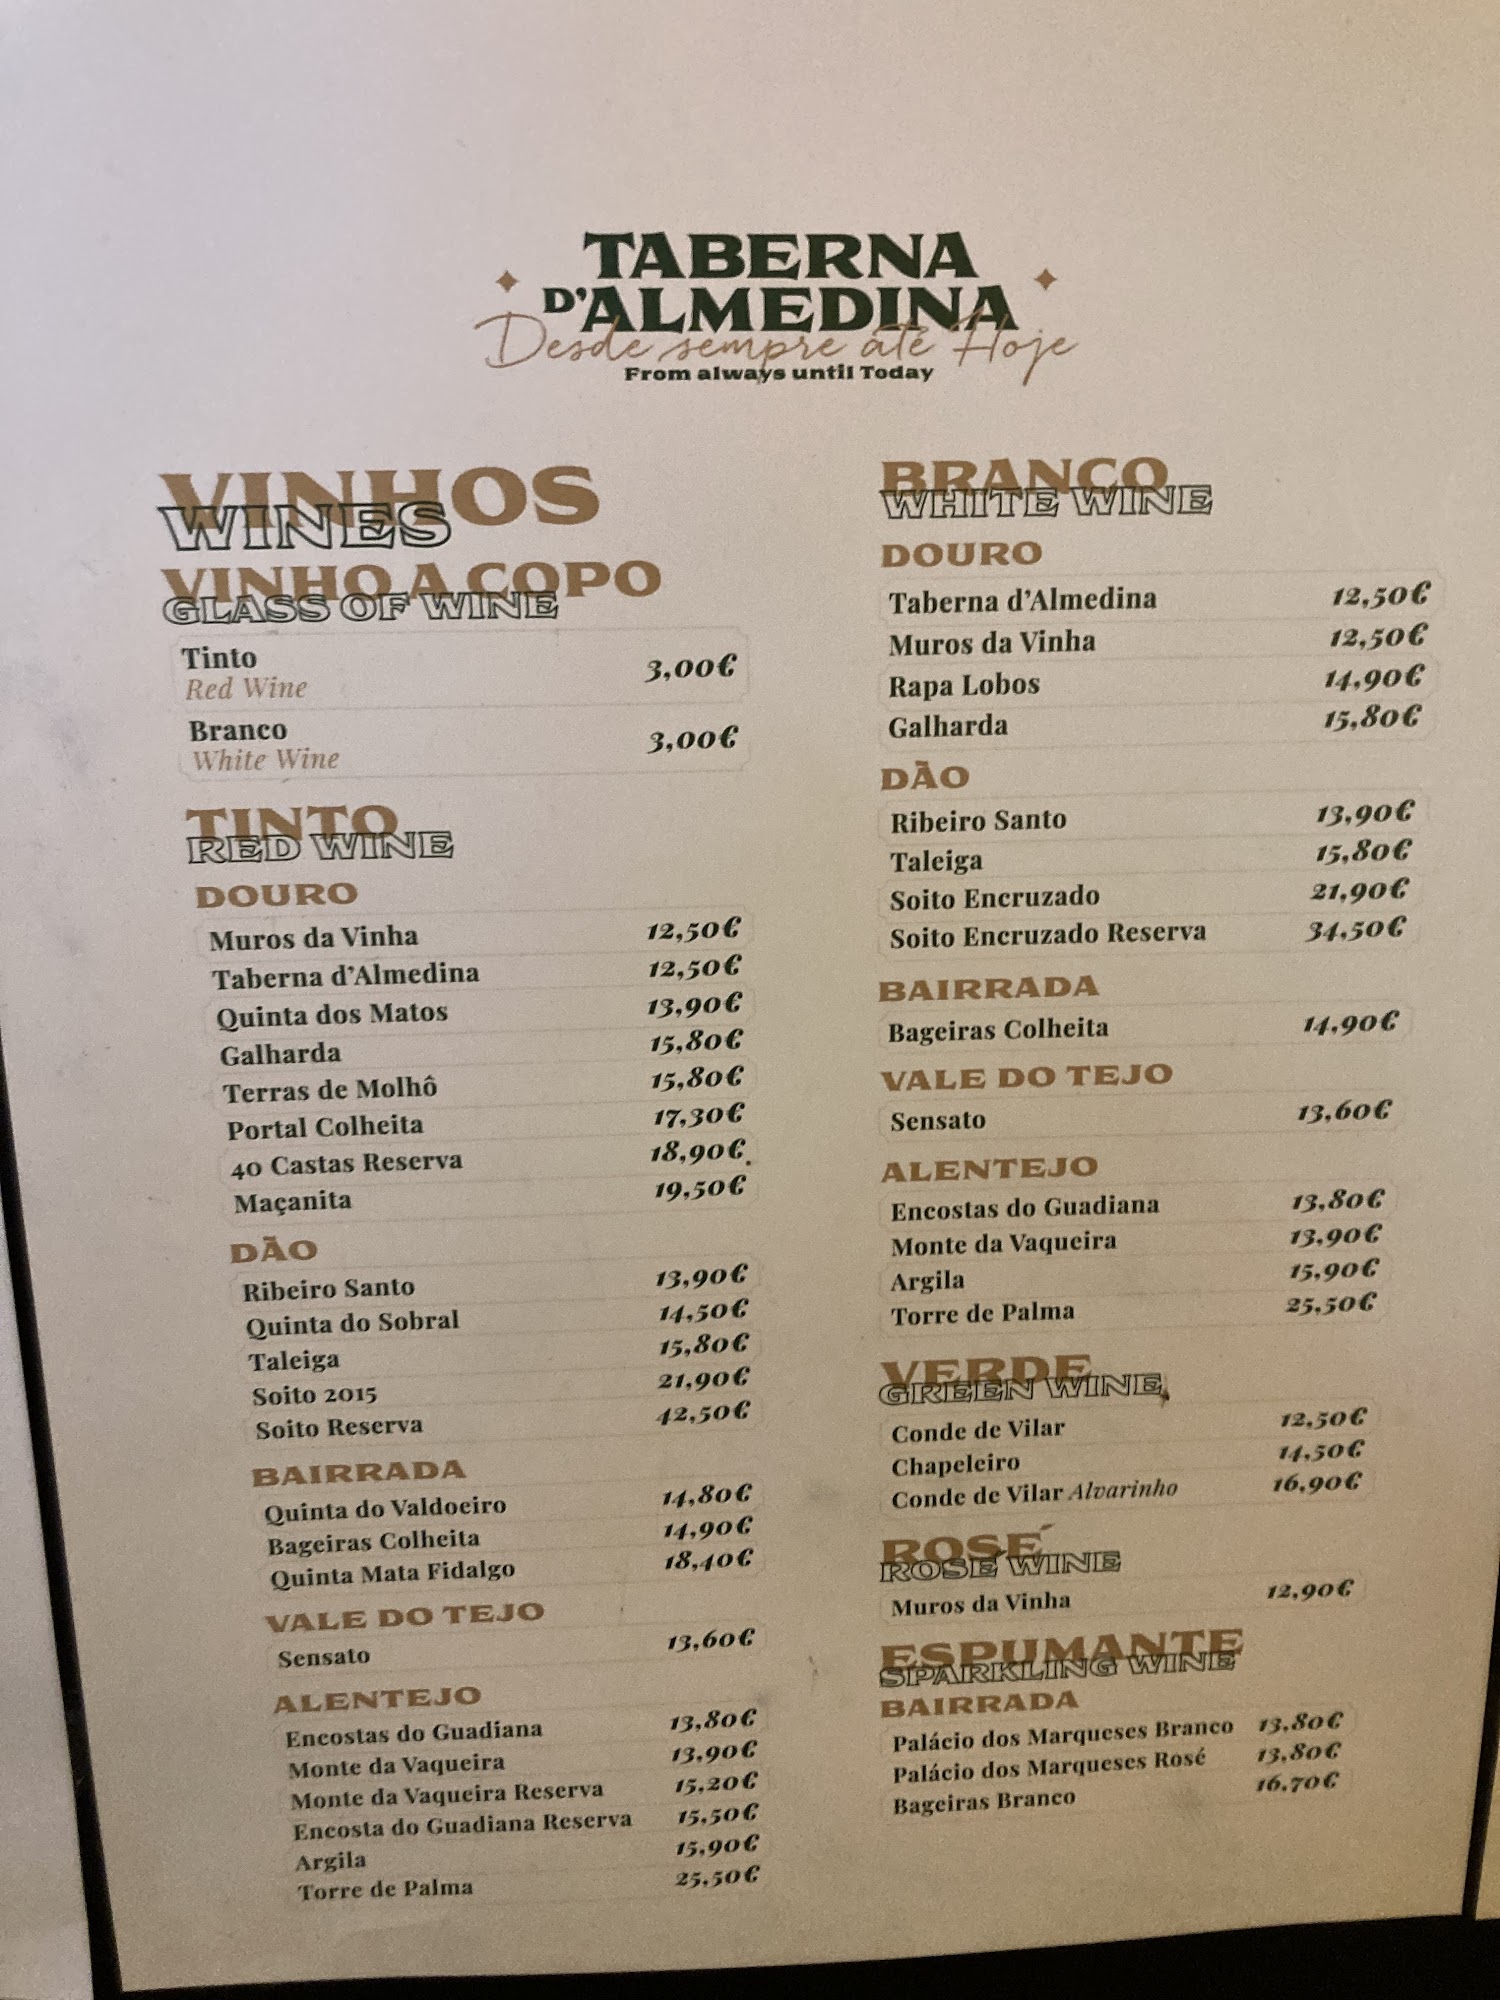 TABERNA
D'ALMEDINA
Desde sempre até Hoje
From always until Today
VINHOS
WINES
VINHO A COPO
GLASS OF WINE
Tinto 3,00€
Red Wine
Branco 3,00€
White Wine
TINTO
RED WINE
DOURO
Muros da Vinha 12,50€
Taberna d'Almedina 12,50€
Quinta dos Matos 13,90€
Galharda 15,80€
Terras de Molhô 15,80€
Portal Colheita 17,30€
40 Castas Reserva 18,90€
Maçanita 19,50€
DÃO
Ribeiro Santo 13,90€
Quinta do Sobral 14,50€
Taleiga 15,80€
Soito 2015 21,90€
Soito Reserva 42,50€
BAIRRADA
Quinta do Valdoeiro 14,80€
Bageiras Colheita 14,90€
Quinta Mata Fidalgo 18,40€
VALE DO TEJO
Sensato 13,60€
ALENTEJO
Encostas do Guadiana 13,80€
Monte da Vaqueira 13,90€
Monte da Vaqueira Reserva 15,20€
Encosta do Guadiana Reserva 15,50€
Argila 15,90€
Torre de Palma 25,50€
BRANCO
WHITE WINE
DOURO
Taberna d'Almedina 12,50€
Muros da Vinha 12,50€
Rapa Lobos 14,90€
Galharda 15,80€
DÃO
Ribeiro Santo 13,90€
Taleiga 15,80€
Soito Encruzado 21,90€
Soito Encruzado Reserva 34,50€
BAIRRADA
Bageiras Colheita 14,90€
VALE DO TEJO
Sensato 13,60€
ALENTEJO
Encostas do Guadiana 13,80€
Monte da Vaqueira 13,90€
Argila 15,90€
Torre de Palma 25,50€
VERDE
GREEN WINE
Conde de Vilar 12,50€
Chapeleiro 14,50€
Conde de Vilar Alvarinho 16,90€
ROSÉ
ROSÉ WINE
Muros da Vinha 12,90€
ESPUMANTE
SPARKLING WINE
BAIRRADA
Palácio dos Marqueses Branco 13,80€
Palácio dos Marqueses Rosé 13,80€
Bageiras Branco 16,70€